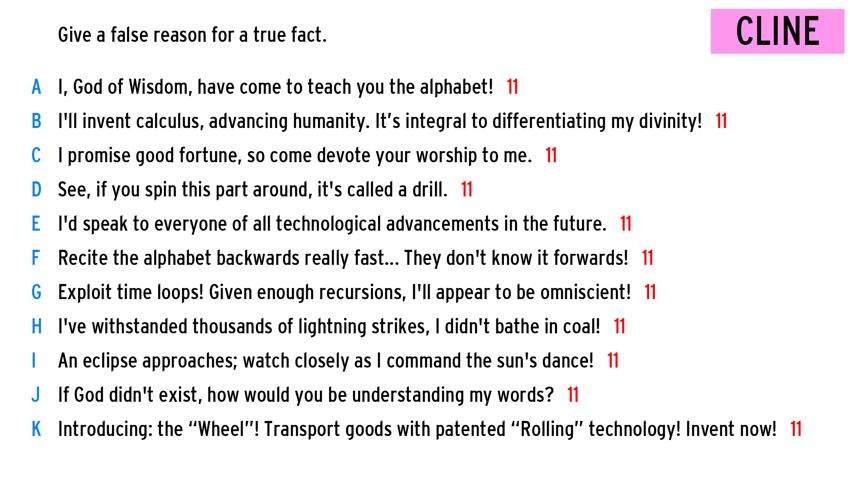 Give a false reason for a true fact.
CLINE
A I, God of Wisdom, have come to teach you the alphabet! 11
B I'll invent calculus, advancing humanity. It’s integral to differentiating my divinity! 11
C I promise good fortune, so come devote your worship to me. 11
D See, if you spin this part around, it's called a drill. 11
E I'd speak to everyone of all technological advancements in the future. 11
F Recite the alphabet backwards really fast... They don't know it forwards! 11
G Exploit time loops! Given enough recursions, I'll appear to be omniscient! 11
H I've withstanded thousands of lightning strikes, I didn't bathe in coal! 11
I An eclipse approaches; watch closely as I command the sun's dance! 11
J If God didn't exist, how would you be understanding my words? 11
K Introducing: the “Wheel”! Transport goods with patented “Rolling” technology! Invent now! 11